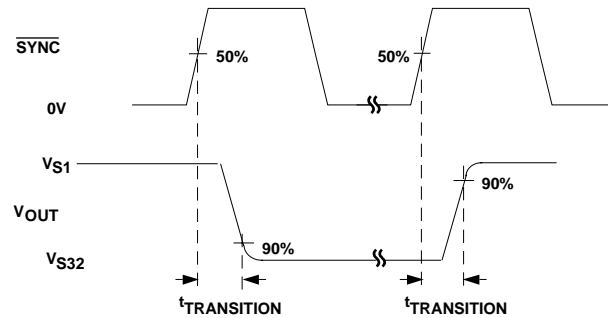 SYNC
50%
50%
0V
VS1
90%
VOUT
90%
VS32
tTRANSITION
tTRANSITION